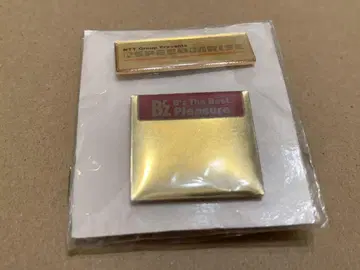 NTT Group Presents
B'z B'z The Best
Pleasure